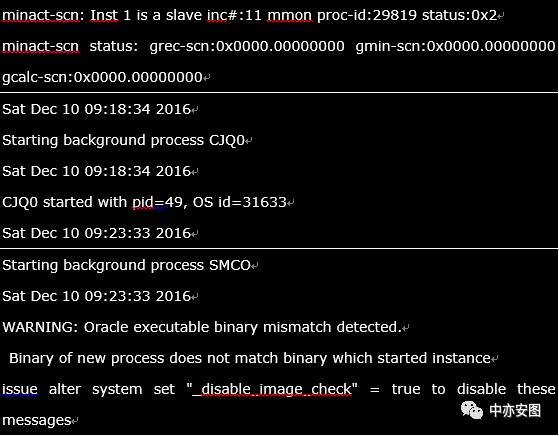 minact-scn: Inst 1 is a slave inc#:11 mmon proc-id:29819 status:0x2
minact-scn status: grec-scn:0x0000.00000000 gmin-scn:0x0000.00000000
gcalc-scn:0x0000.00000000
Sat Dec 10 09:18:34 2016
Starting background process CJQ0
Sat Dec 10 09:18:34 2016
CJQ0 started with pid=49, OS id=31633
Sat Dec 10 09:23:33 2016
Starting background process SMCO
Sat Dec 10 09:23:33 2016
WARNING: Oracle executable binary mismatch detected.
Binary of new process does not match binary which started instance
issue alter system set "_disable_image_check" = true to disable these
messages
中亦安图